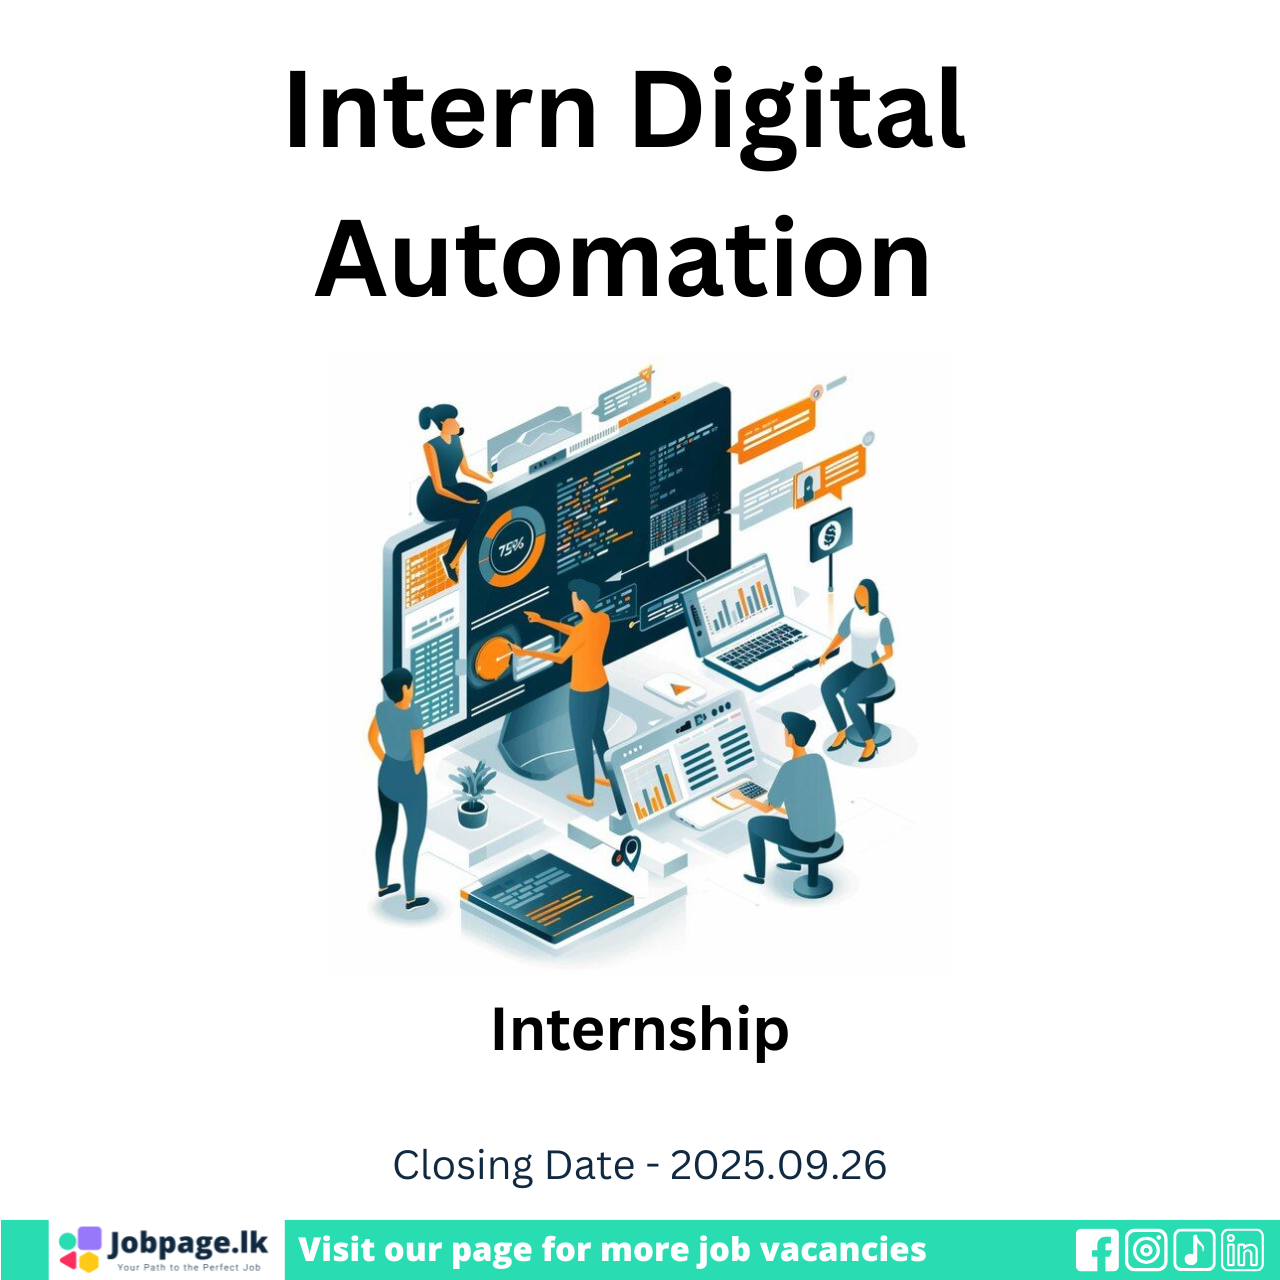 Intern Digital
Automation
75%
Internship
Closing Date - 2025.09.26
Jobpage.lk
Your Path to the Perfect Job
Visit our page for more job vacancies